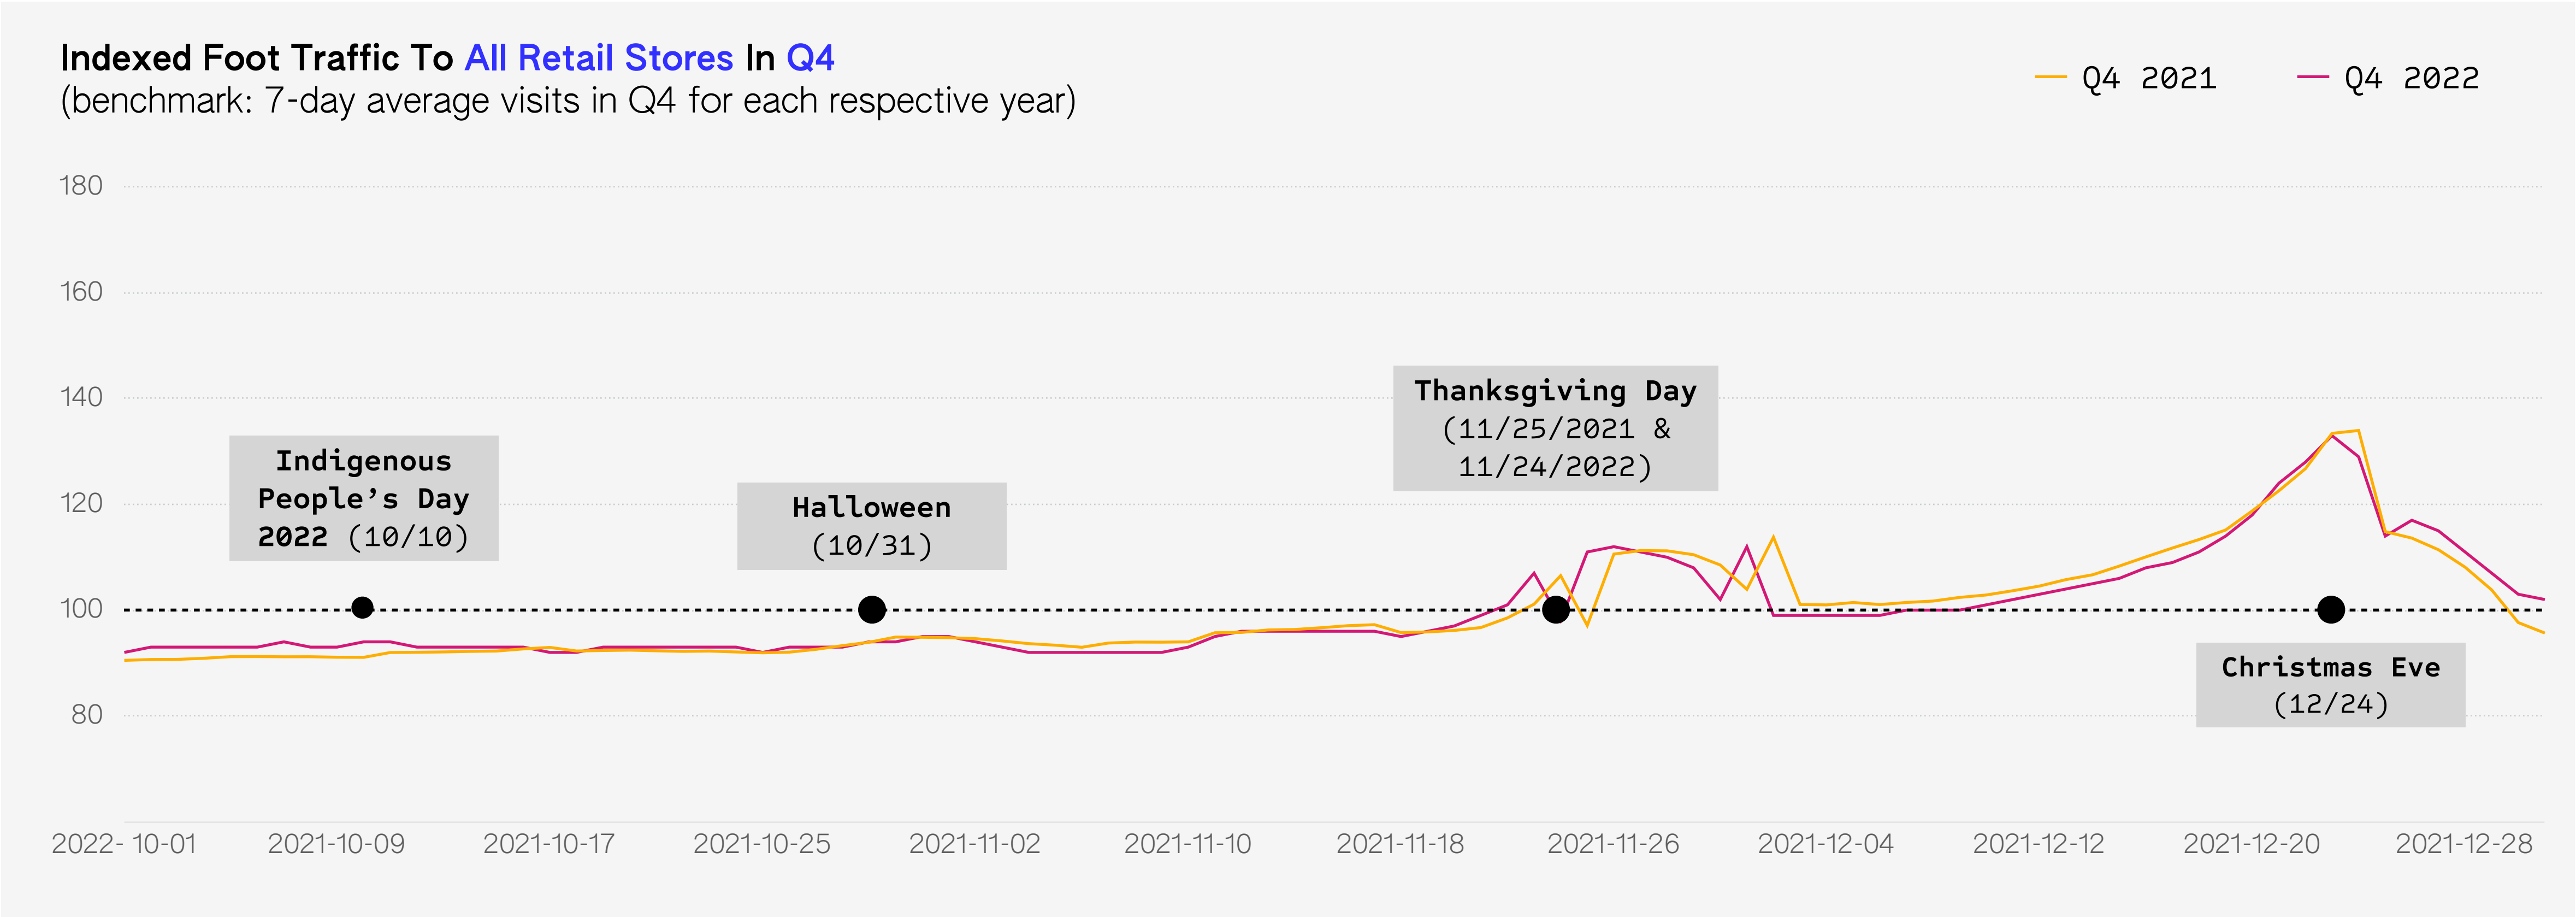 Indexed Foot Traffic To All Retail Stores In Q4
(benchmark: 7-day average visits in Q4 for each respective year)
Q4 2021
Q4 2022
180
160
140
120
100
80
Indigenous
People’s Day
2022 (10/10)
Halloween
(10/31)
Thanksgiving Day
(11/25/2021 &
11/24/2022)
Christmas Eve
(12/24)
2022- 10-01
2021-10-09
2021-10-17
2021-10-25
2021-11-02
2021-11-10
2021-11-18
2021-11-26
2021-12-04
2021-12-12
2021-12-20
2021-12-28